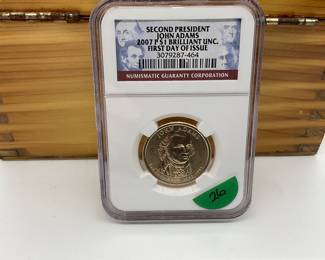 SECOND PRESIDENT
JOHN ADAMS
2007 P $1 BRILLIANT UNC.
FIRST DAY OF ISSUE
3079287-464
NUMISMATIC GUARANTY CORPORATION
JOHN ADAMS
26